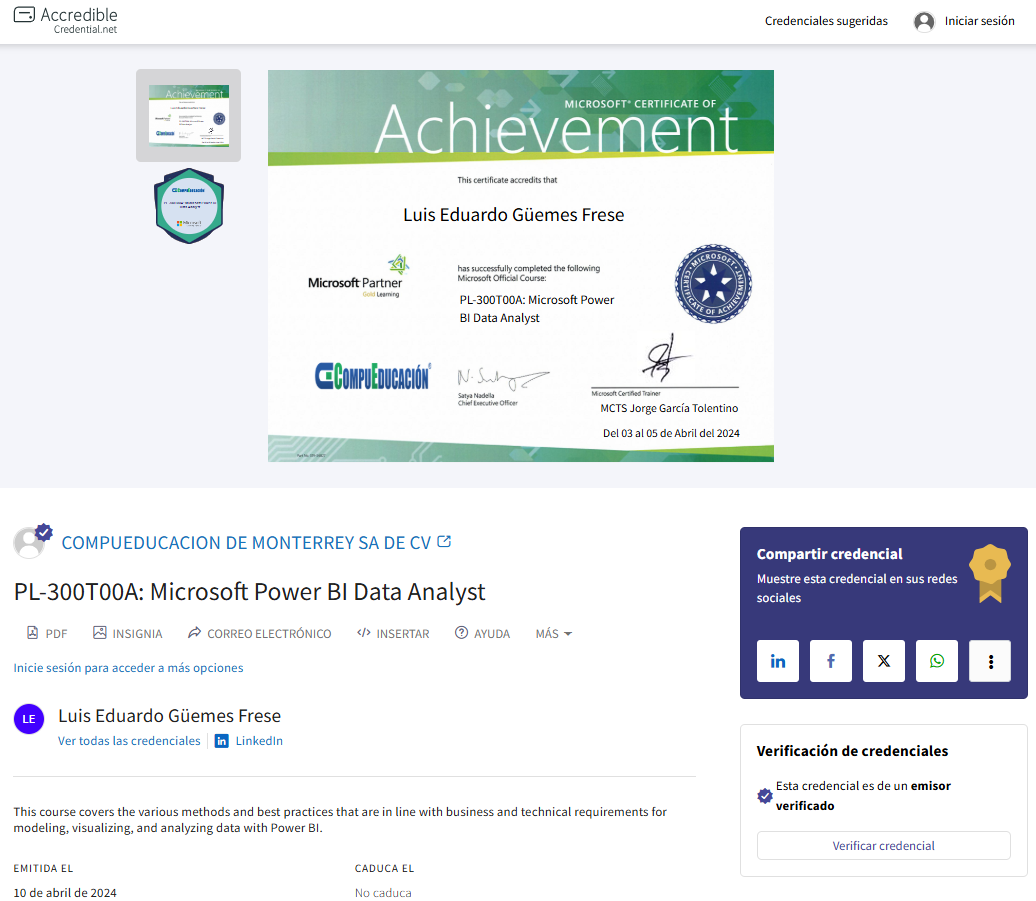 Accredible
Credential.net
Credenciales sugeridas
Iniciar sesión
MICROSOFT® CERTIFICATE OF
Achievement
This certificate accredits that
Luis Eduardo Güemes Frese
Microsoft Partner
Gold Learning
has successfully completed the following
Microsoft Official Course:
PL-300T00A: Microsoft Power
BI Data Analyst
MICROSOFT
CERTIFICATE OF ACHIEVEMENT
COMPUEDUCACIÓN
Satya Nadella
Chief Executive Officer
Microsoft Certified Trainer
MCTS Jorge García Tolentino
Del 03 al 05 de Abril del 2024
COMPUEDUCACION DE MONTERREY SA DE CV
PL-300T00A: Microsoft Power BI Data Analyst
PDF
INSIGNIA
CORREO ELECTRÓNICO
INSERTAR
AYUDA
MÁS
Inicie sesión para acceder a más opciones
LE
Luis Eduardo Güemes Frese
Ver todas las credenciales
LinkedIn
This course covers the various methods and best practices that are in line with business and technical requirements for
modeling, visualizing, and analyzing data with Power BI.
EMITIDA EL
10 de abril de 2024
CADUCA EL
No caduca
Compartir credencial
Muestre esta credencial en sus redes
sociales
Verificación de credenciales
Esta credencial es de un emisor
verificado
Verificar credencial